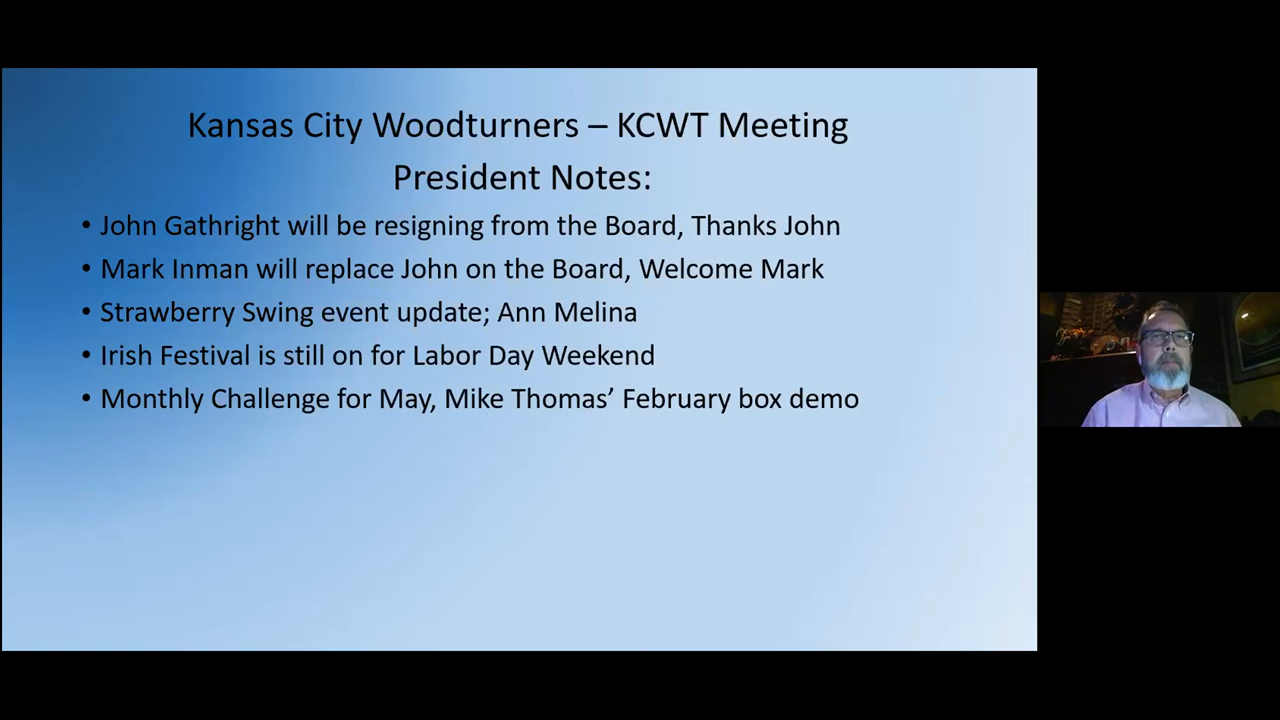 Kansas City Woodturners – KCWT Meeting
President Notes:
• John Gathright will be resigning from the Board, Thanks John
• Mark Inman will replace John on the Board, Welcome Mark
• Strawberry Swing event update; Ann Melina
• Irish Festival is still on for Labor Day Weekend
• Monthly Challenge for May, Mike Thomas’ February box demo